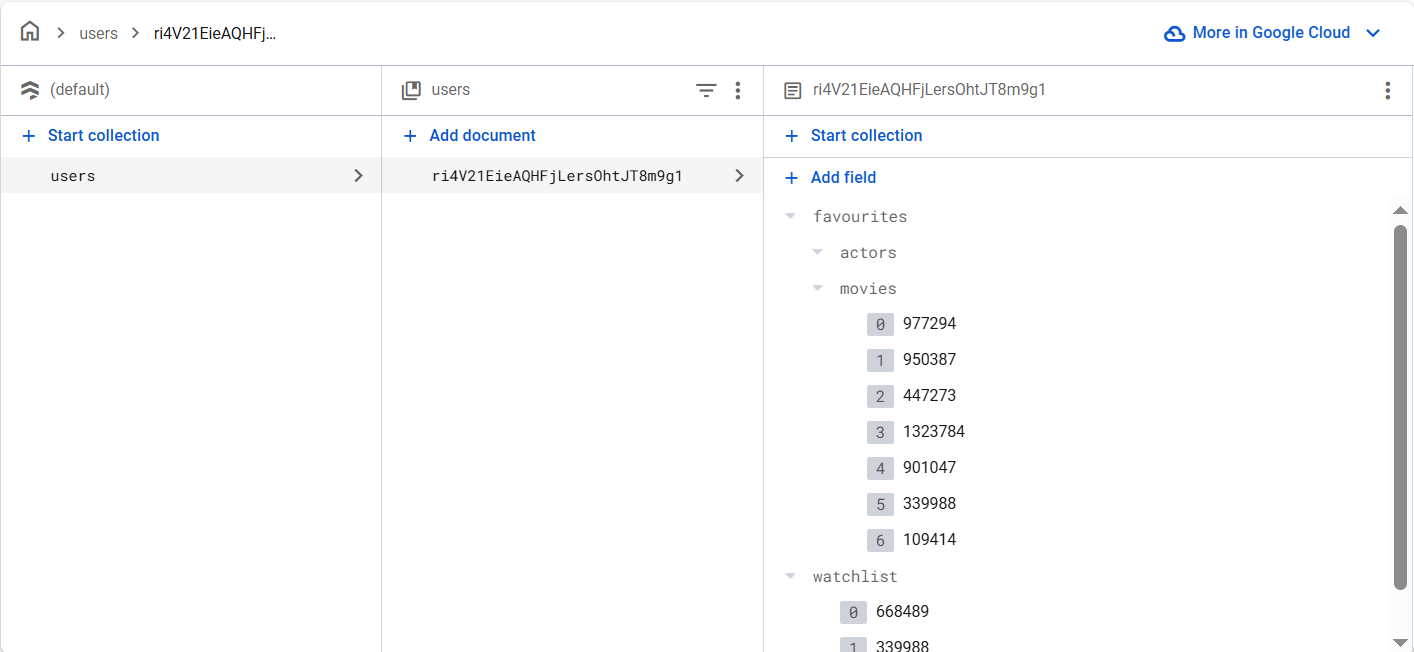 users
ri4V21EieAQHFj...
More in Google Cloud
(default)
users
ri4V21EieAQHFjLersOhtJT8m9g1
+ Start collection
+ Add document
+ Start collection
users
ri4V21EieAQHFjLersOhtJT8m9g1
+ Add field
favourites
actors
movies
0 977294
1 950387
2 447273
3 1323784
4 901047
5 339988
6 109414
watchlist
0 668489
1 339988